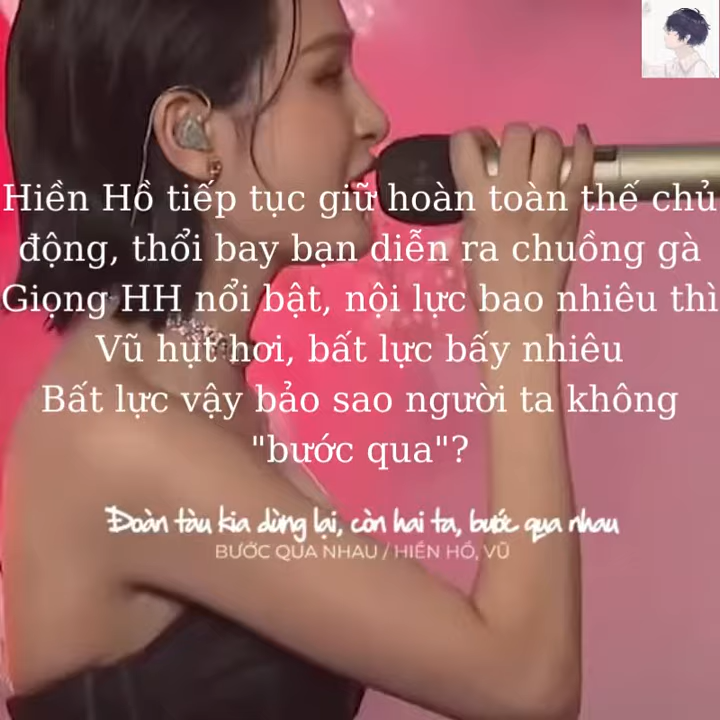 Hiền Hồ tiếp tục giữ hoàn toàn thế chủ
động, thổi bay bạn diễn ra chuồng gà
Giọng HH nổi bật, nội lực bao nhiêu thì
Vũ hụt hơi, bất lực bấy nhiêu
Bất lực vậy bảo sao người ta không
"bước qua"?
Đoàn tàu kia dừng lại, còn hai ta, bước qua nhau
BƯỚC QUA NHAU / HIỀN HỒ, VŨ